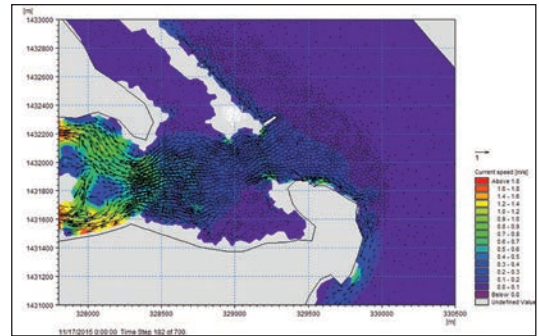 [m]
1433000
1432800
1432600
1432400
1432200
1432000
1431800
1431600
1431400
1431200
1431000
328000
328500
329000
329500
330000
330500
[m]
11/17/2015 0:00:00 Time Step 182 of 700.
1
Current speed [m/s]
Above 1.8
1.6 - 1.8
1.4 - 1.6
1.2 - 1.4
1.0 - 1.2
0.9 - 1.0
0.8 - 0.9
0.7 - 0.8
0.6 - 0.7
0.5 - 0.6
0.4 - 0.5
0.3 - 0.4
0.2 - 0.3
0.1 - 0.2
0.0 - 0.1
Below 0.0
Undefined Value